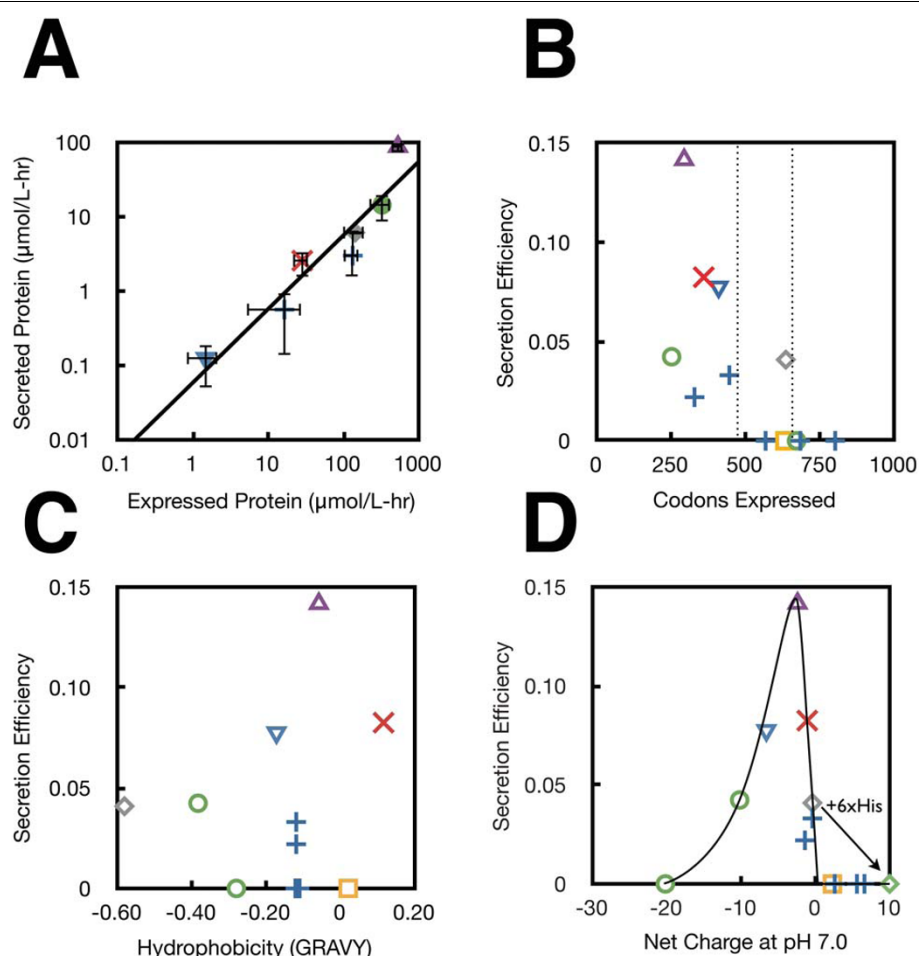 A
B
100
10
1
0.1
0.01
0.1
1
10
100
1000
Secreted Protein (µmol/L-hr)
Expressed Protein (µmol/L-hr)
0.15
0.10
0.05
0
0
250
500
750
1000
Secretion Efficiency
Codons Expressed
C
D
0.15
0.10
0.05
0
-0.60
-0.40
-0.20
0
0.20
Secretion Efficiency
Hydrophobicity (GRAVY)
0.15
0.10
0.05
0
-30
-20
-10
0
10
Secretion Efficiency
+6xHis
Net Charge at pH 7.0